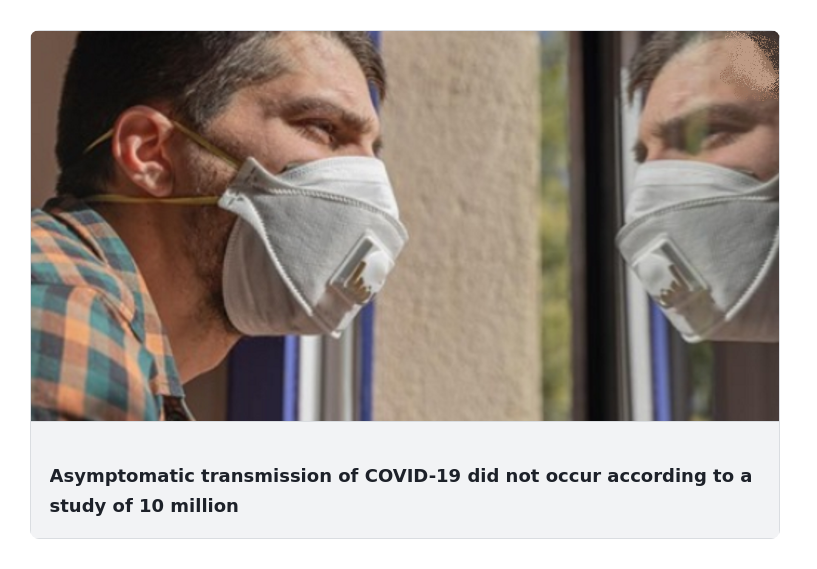 Asymptomatic transmission of COVID-19 did not occur according to a
study of 10 million